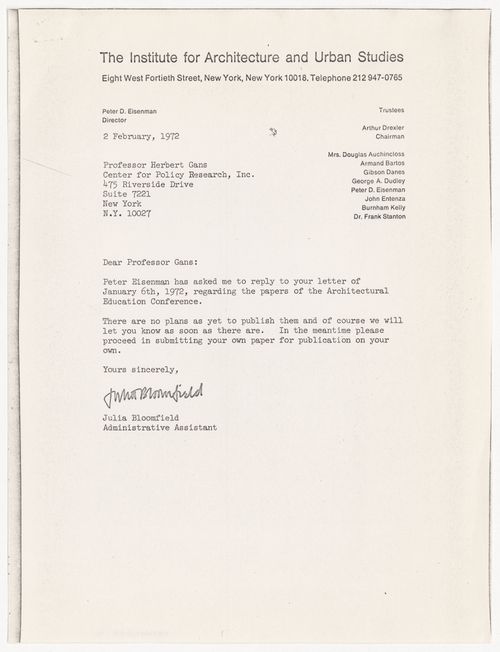 The Institute for Architecture and Urban Studies
Eight West Fortieth Street, New York, New York 10018. Telephone 212 947-0765
Peter D. Eisenman
Director
2 February, 1972
Trustees
Arthur Drexler
Chairman
Mrs. Douglas Auchincloss
Armand Bartos
Gibson Danes
George A. Dudley
Peter D. Eisenman
John Entenza
Burnham Kelly
Dr. Frank Stanton
Professor Herbert Gans
Center for Policy Research, Inc.
475 Riverside Drive
Suite 7221
New York
N.Y. 10027
Dear Professor Gans:
Peter Eisenman has asked me to reply to your letter of
January 6th, 1972, regarding the papers of the Architectural
Education Conference.
There are no plans as yet to publish them and of course we will
let you know as soon as there are. In the meantime please
proceed in submitting your own paper for publication on your
own.
Yours sincerely,
Julia Bloomfield
Julia Bloomfield
Administrative Assistant